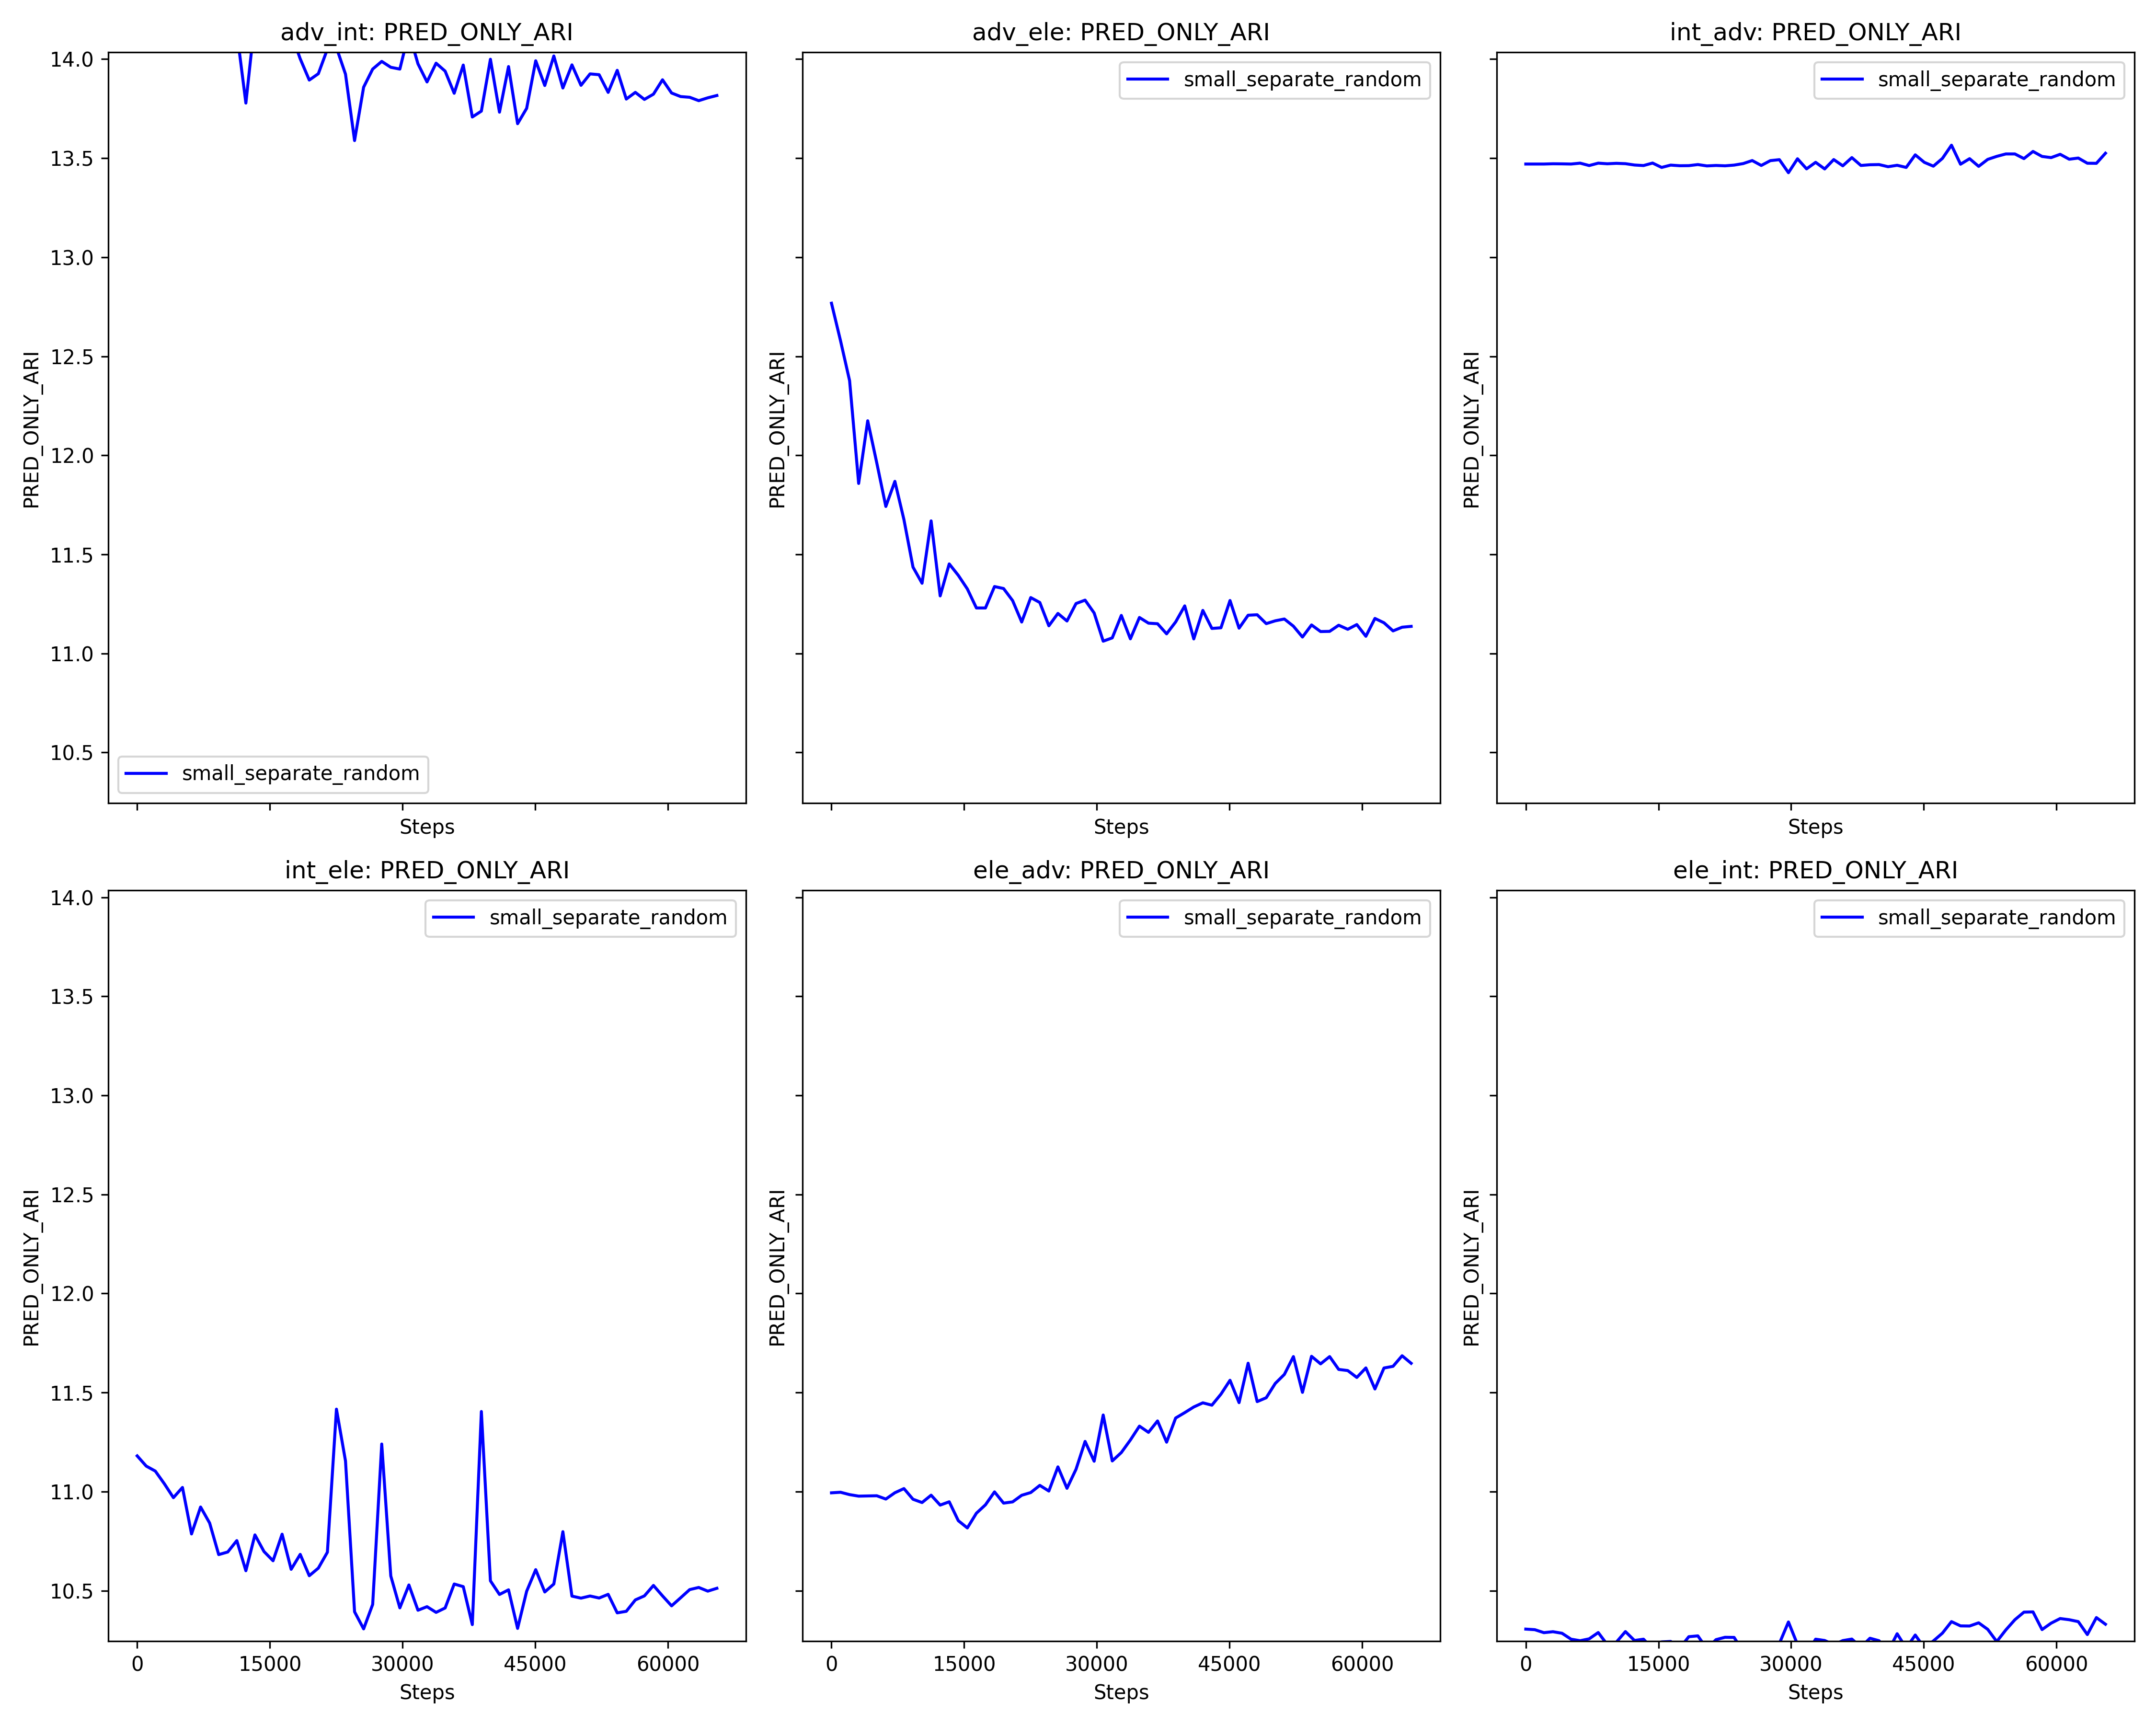 adv_int: PRED_ONLY_ARI
adv_ele: PRED_ONLY_ARI
int_adv: PRED_ONLY_ARI
14.0
13.5
13.0
12.5
12.0
11.5
11.0
10.5
PRED_ONLY_ARI
PRED_ONLY_ARI
PRED_ONLY_ARI
small_separate_random
small_separate_random
small_separate_random
Steps
Steps
Steps
int_ele: PRED_ONLY_ARI
ele_adv: PRED_ONLY_ARI
ele_int: PRED_ONLY_ARI
14.0
13.5
13.0
12.5
12.0
11.5
11.0
10.5
PRED_ONLY_ARI
PRED_ONLY_ARI
PRED_ONLY_ARI
small_separate_random
small_separate_random
small_separate_random
0 15000 30000 45000 60000
0 15000 30000 45000 60000
0 15000 30000 45000 60000
Steps
Steps
Steps